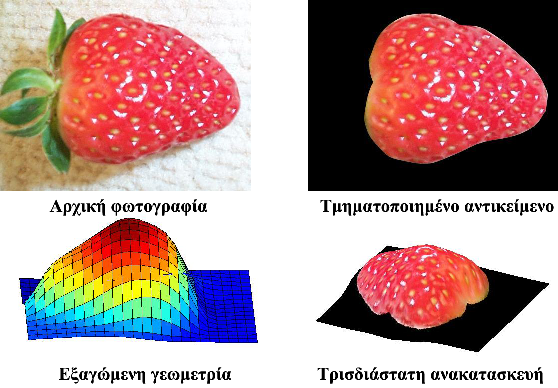 Αρχική φωτογραφία
Τμηματοποιημένο αντικείμενο
Εξαγώμενη γεωμετρία
Τρισδιάστατη ανακατασκευή